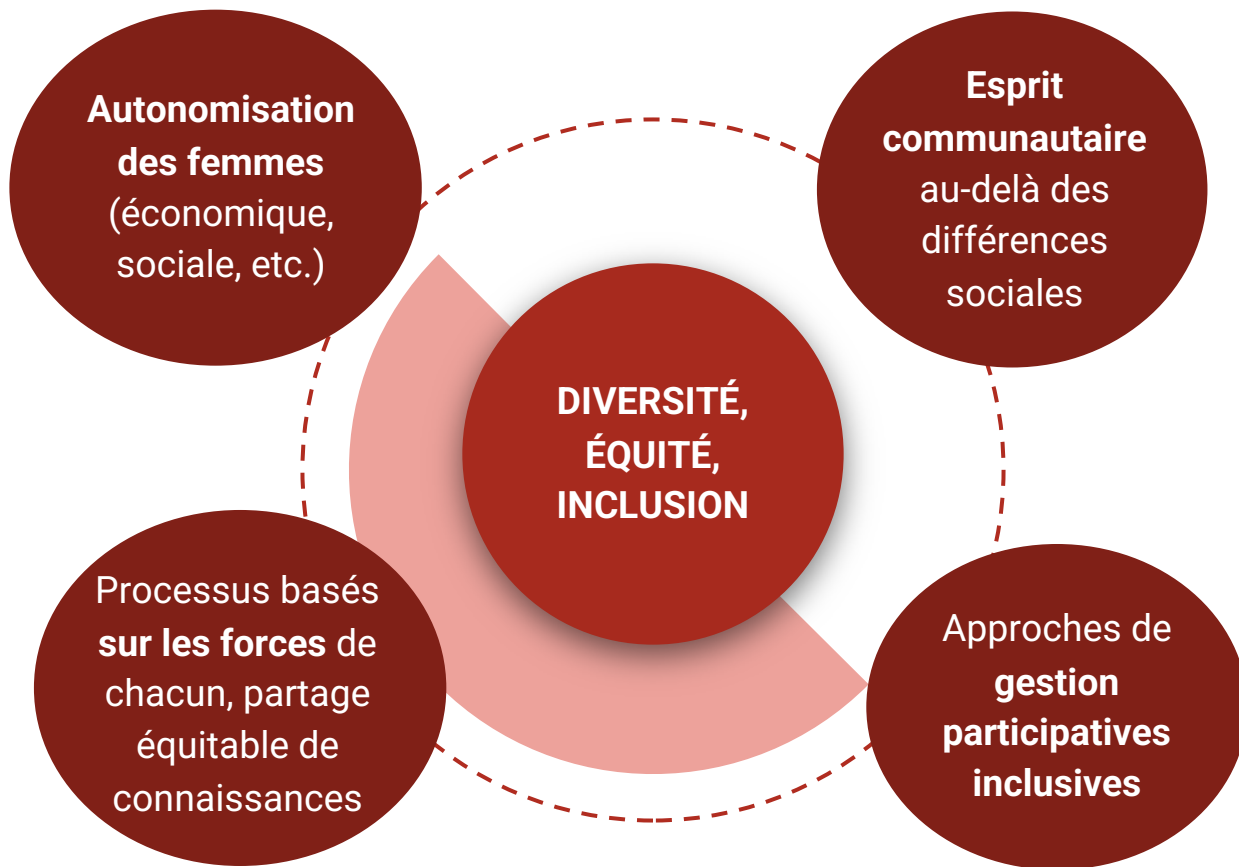 Autonomisation
des femmes
(économique,
sociale, etc.)
Esprit
communautaire
au-delà des
différences
sociales
DIVERSITÉ,
ÉQUITÉ,
INCLUSION
Processus basés
sur les forces de
chacun, partage
équitable de
connaissances
Approches de
gestion
participatives
inclusives